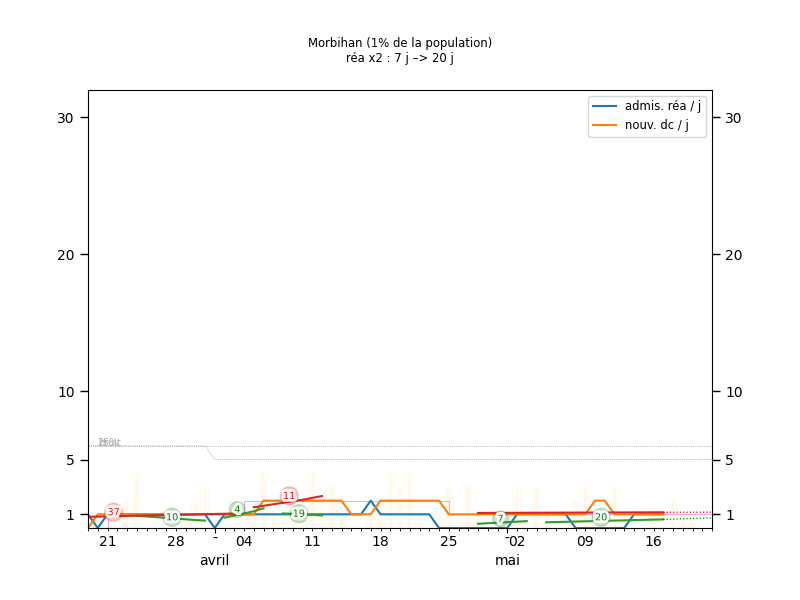 Morbihan (1% de la population)
réa x2 : 7 j –> 20 j
admis. réa / j
nouv. dc / j
30 30
20 20
10 10
5 5
1 1
37 10 4 11 19 7 20
21 28 - 04 11 18 25 -02 09 16
avril mai